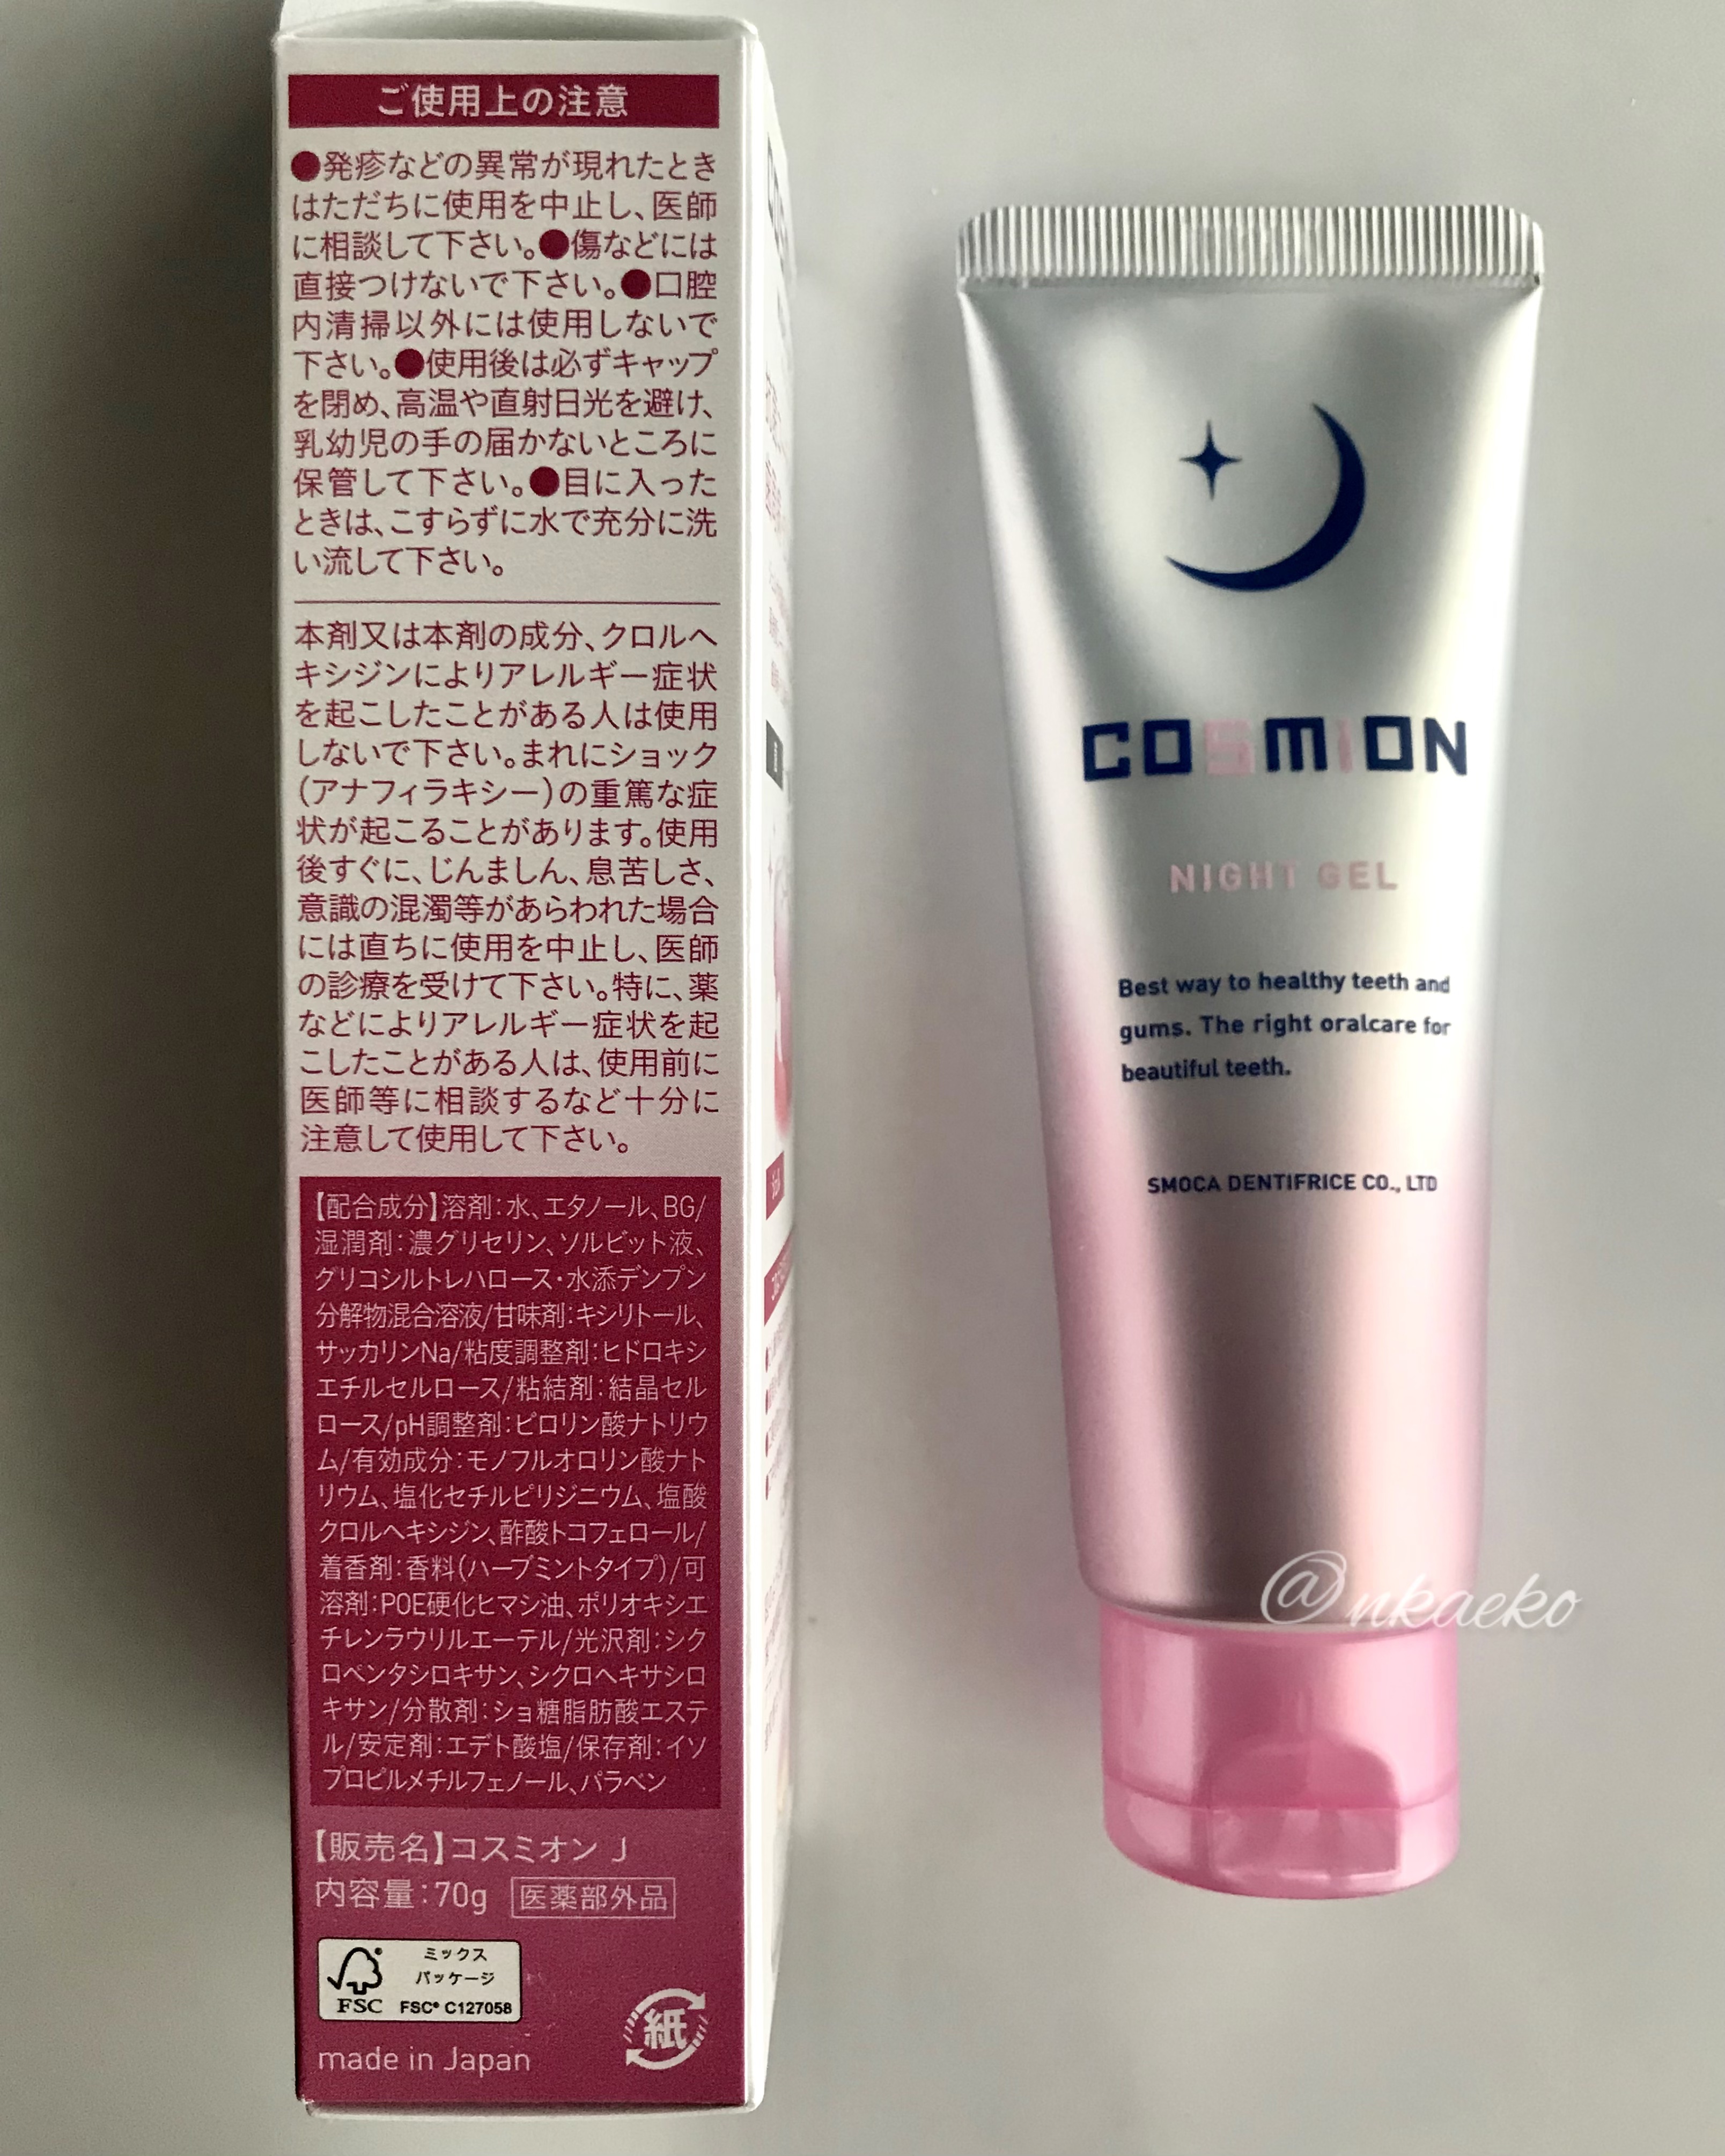 ご使用上の注意
●発疹などの異常が現れたとき
はただちに使用を中止し、医師
に相談して下さい。●傷などには
直接つけないで下さい。●口腔
内清掃以外には使用しないで
下さい。●使用後は必ずキャップ
を閉め、高温や直射日光を避け、
乳幼児の手の届かないところに
保管して下さい。●目に入った
ときは、こすらずに水で充分に洗
い流して下さい。
本剤又は本剤の成分、クロルヘ
キシジンによりアレルギー症状
を起こしたことがある人は使用
しないで下さい。まれにショック
(アナフィラキシー)の重篤な症
状が起こることがあります。使用
後すぐに、じんましん、息苦しさ、
意識の混濁等があらわれた場合
には直ちに使用を中止し、医師
の診療を受けて下さい。特に、薬
などによりアレルギー症状を起
こしたことがある人は、使用前に
医師等に相談するなど十分に
注意して使用して下さい。
【配合成分】溶剤:水、エタノール、BG/
湿潤剤:濃グリセリン、ソルビット液、
グリコシルトレハロース・水添デンプン
分解物混合溶液/甘味剤:キシリトール、
サッカリンNa/粘度調整剤:ヒドロキシ
エチルセルロース/粘結剤:結晶セル
ロース/pH調整剤:ピロリン酸ナトリウ
ム/有効成分:モノフルオロリン酸ナト
リウム、塩化セチルピリジニウム、塩酸
クロルヘキシジン、酢酸トコフェロール/
着香剤:香料(ハーブミントタイプ)/可
溶剤:POE硬化ヒマシ油、ポリオキシエ
チレンラウリルエーテル/光沢剤:シク
ロペンタシロキサン、シクロヘキサシロ
キサン/分散剤:ショ糖脂肪酸エステ
ル/安定剤:エデト酸塩/保存剤:イソ
プロピルメチルフェノール、パラベン
【販売名】コスミオン J
内容量:70g 医薬部外品
ミックス
パッケージ
FSC FSC® C127058
紙
made in Japan
COSMION
NIGHT GEL
Best way to healthy teeth and
gums. The right oralcare for
beautiful teeth.
SMOCA DENTIFRICE CO., LTD
@nkaeko